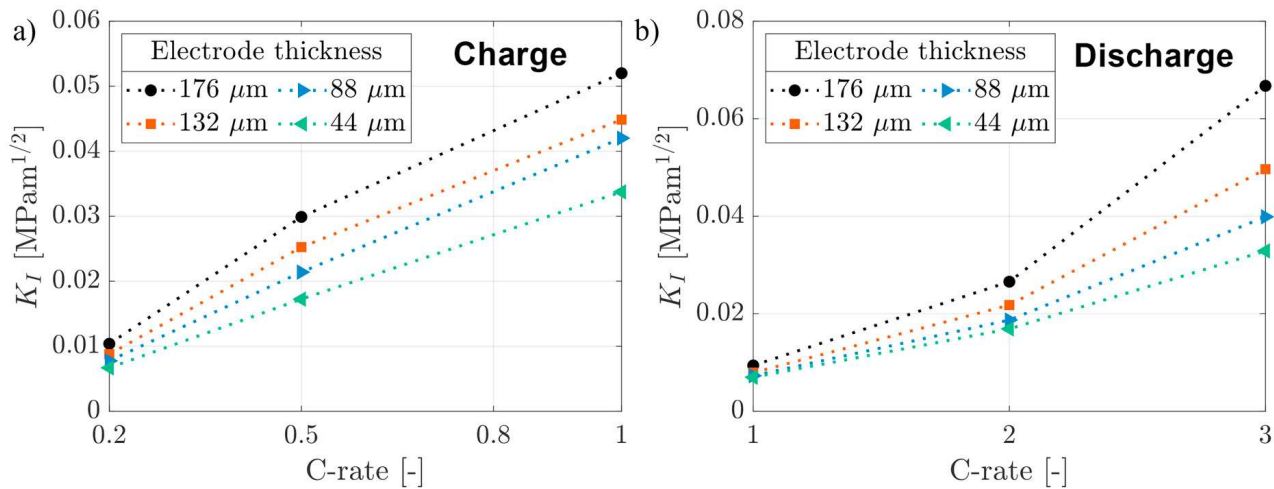 a)
Charge
Electrode thickness
176 μm 88 μm
132 μm 44 μm
K_I [MPam^{1/2}]
0.06
0.05
0.04
0.03
0.02
0.01
0
0.2 0.5 0.8 1
C-rate [-]
b)
Discharge
Electrode thickness
176 μm 88 μm
132 μm 44 μm
K_I [MPam^{1/2}]
0.08
0.06
0.04
0.02
0
1 2 3
C-rate [-]